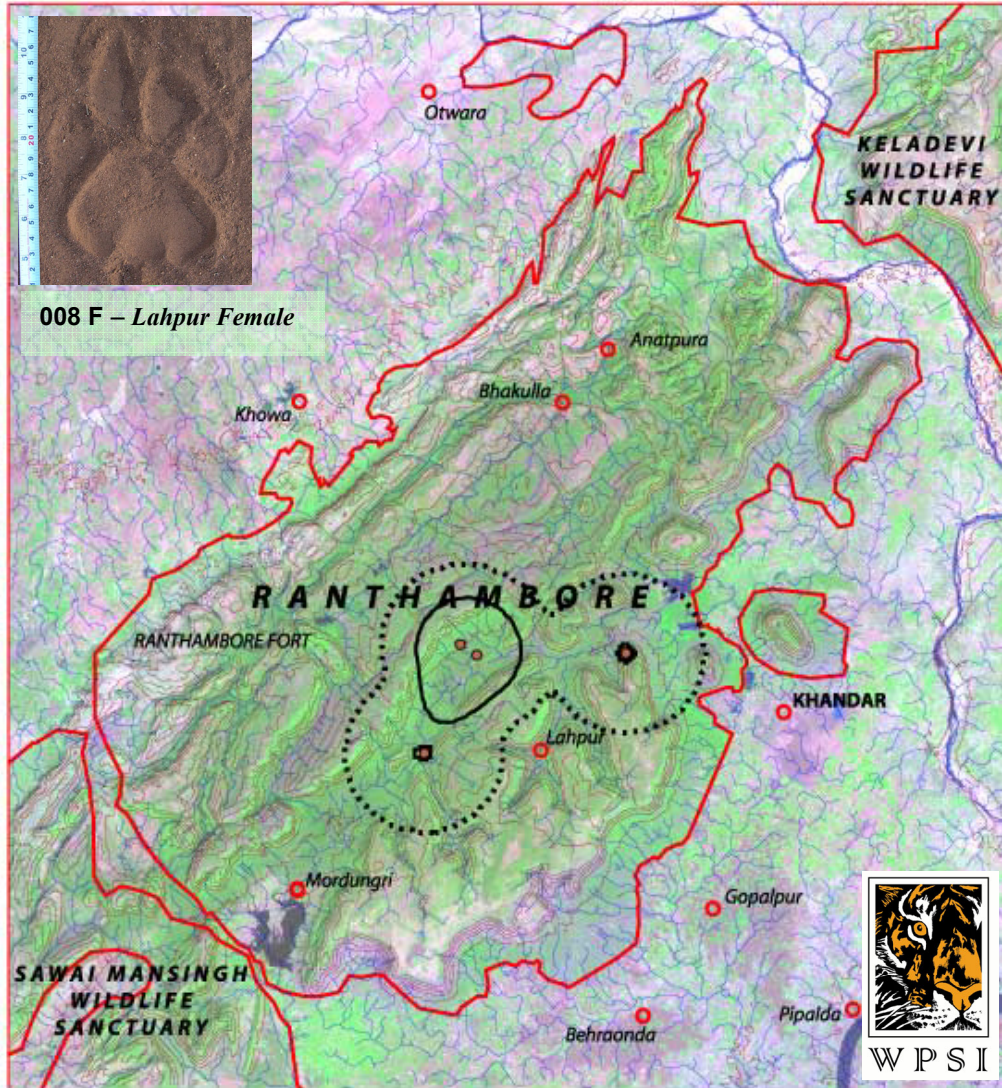 008 F – Lahpur Female
Otwara
KELADEVI
WILDLIFE
SANCTUARY
Anatpura
Bhakulla
Khowa
RANTHAMBORE
RANTHAMBORE FORT
KHANDAR
Lahpur
Mordungri
Gopalpur
SAWAI MANSINGH
WILDLIFE
SANCTUARY
Behraonda
Pipalda
WPSI